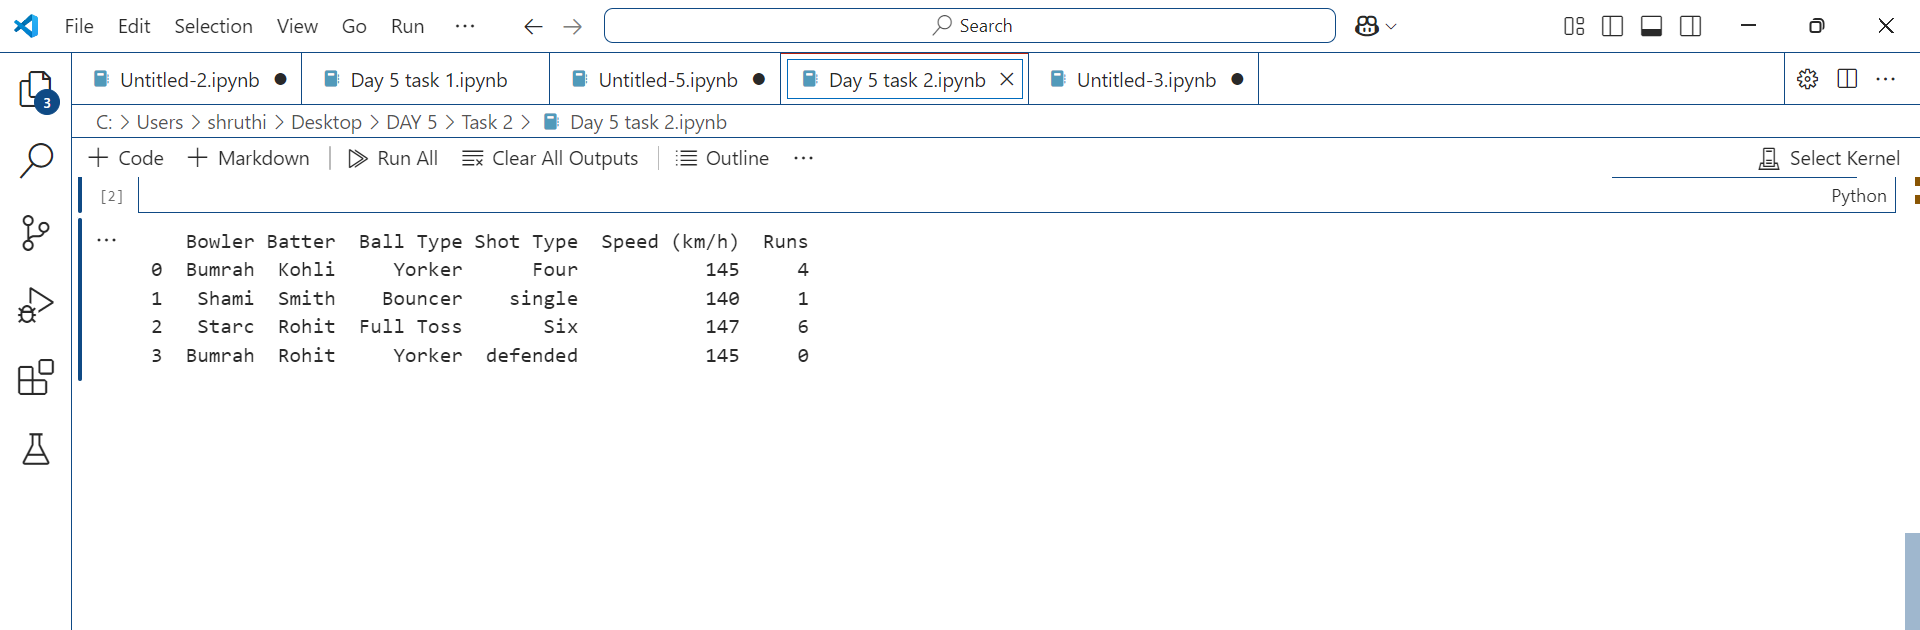 File Edit Selection View Go Run ··· Search
Untitled-2.ipynb Day 5 task 1.ipynb Untitled-5.ipynb Day 5 task 2.ipynb Untitled-3.ipynb ···
C: > Users > shruthi > Desktop > DAY 5 > Task 2 > Day 5 task 2.ipynb
3
+ Code + Markdown | Run All Clear All Outputs | Outline ··· Select Kernel
[2] Python
··· Bowler Batter Ball Type Shot Type Speed (km/h) Runs
0 Bumrah Kohli Yorker Four 145 4
1 Shami Smith Bouncer single 140 1
2 Starc Rohit Full Toss Six 147 6
3 Bumrah Rohit Yorker defended 145 0